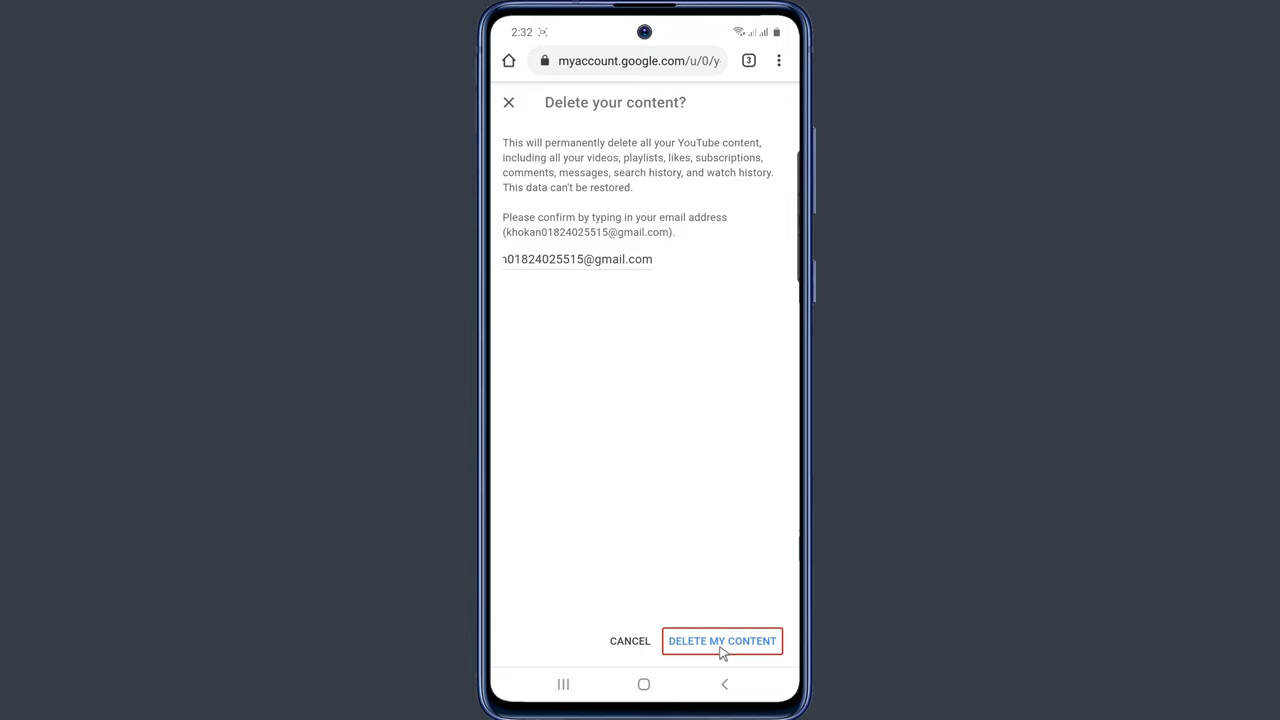 2:32
myaccount.google.com/u/0/y
3
Delete your content?
This will permanently delete all your YouTube content,
including all your videos, playlists, likes, subscriptions,
comments, messages, search history, and watch history.
This data can't be restored.
Please confirm by typing in your email address
(khokan01824025515@gmail.com).
n01824025515@gmail.com
CANCEL DELETE MY CONTENT